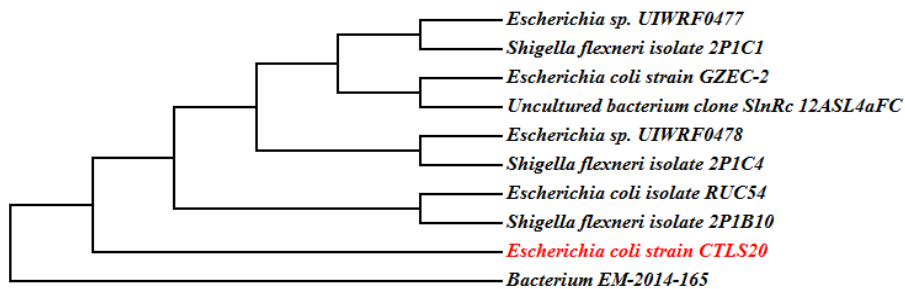 Escherichia sp. UIWRF0477
Shigella flexneri isolate 2P1C1
Escherichia coli strain GZEC-2
Uncultured bacterium clone SlnRc 12ASL4aFC
Escherichia sp. UIWRF0478
Shigella flexneri isolate 2P1C4
Escherichia coli isolate RUC54
Shigella flexneri isolate 2P1B10
Escherichia coli strain CTLS20
Bacterium EM-2014-165